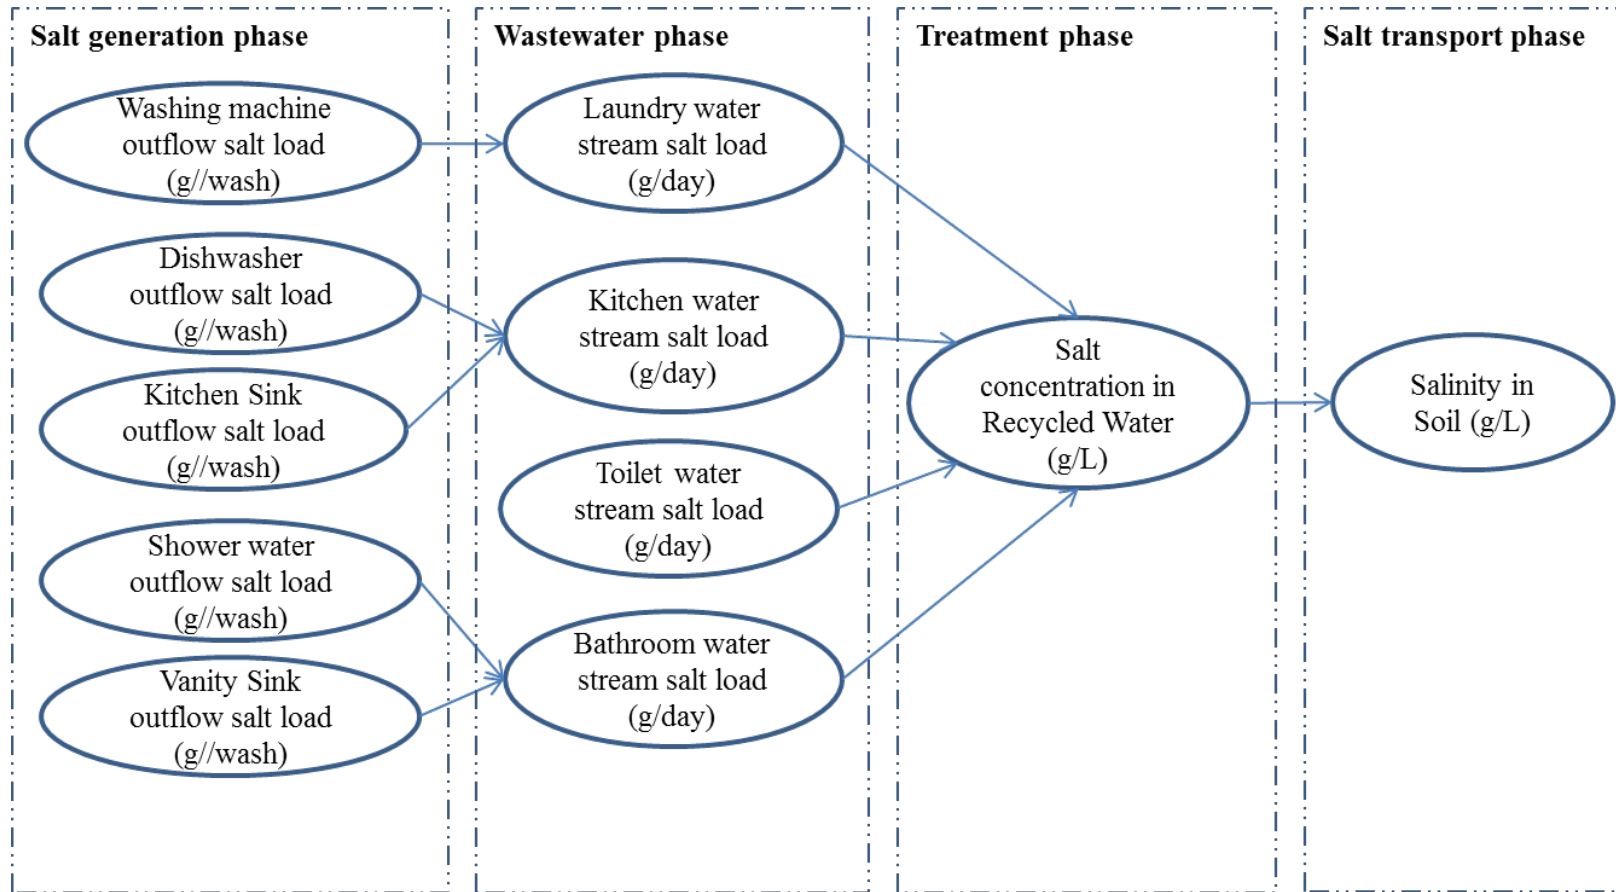 Salt generation phase
Washing machine
outflow salt load
(g//wash)
Dishwasher
outflow salt load
(g//wash)
Kitchen Sink
outflow salt load
(g//wash)
Shower water
outflow salt load
(g//wash)
Vanity Sink
outflow salt load
(g//wash)
Wastewater phase
Laundry water
stream salt load
(g/day)
Kitchen water
stream salt load
(g/day)
Toilet water
stream salt load
(g/day)
Bathroom water
stream salt load
(g/day)
Treatment phase
Salt
concentration in
Recycled Water
(g/L)
Salt transport phase
Salinity in
Soil (g/L)